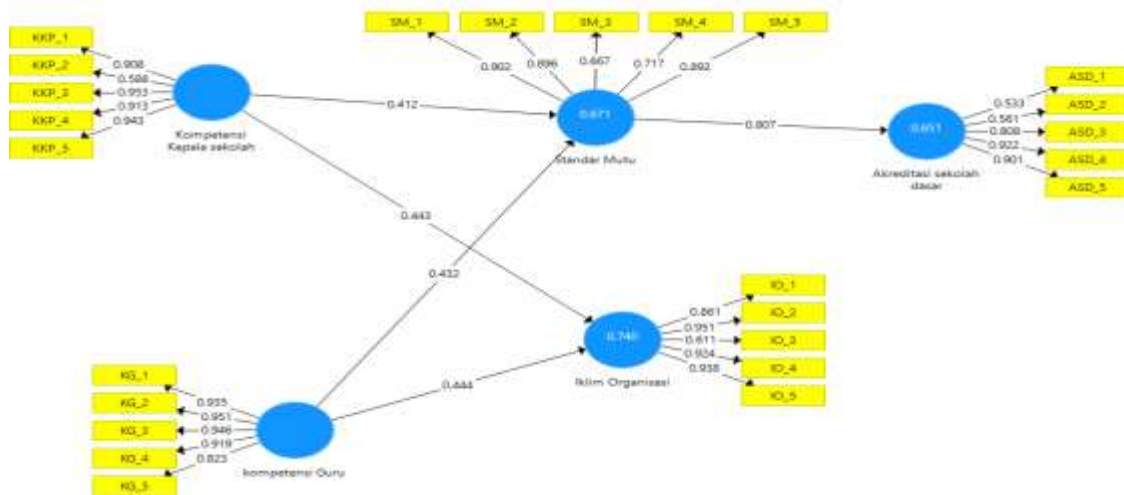 KKP_1
KKP_2
KKP_3
KKP_4
KKP_5
0.908
0.588
0.953
0.913
0.943
Kompetensi
Kepala sekolah
SM_1
SM_2
SM_3
SM_4
SM_5
0.902
0.896
0.667
0.717
0.892
0.412
0.671
Standar Mutu
0.807
0.651
Akreditasi sekolah
dasar
ASD_1
ASD_2
ASD_3
ASD_4
ASD_5
0.533
0.561
0.808
0.922
0.901
0.443
0.432
0.444
KG_1
KG_2
KG_3
KG_4
KG_5
0.935
0.951
0.946
0.919
0.823
kompetensi Guru
0.740
Iklim Organisasi
IO_1
IO_2
IO_3
IO_4
IO_5
0.861
0.951
0.611
0.934
0.938